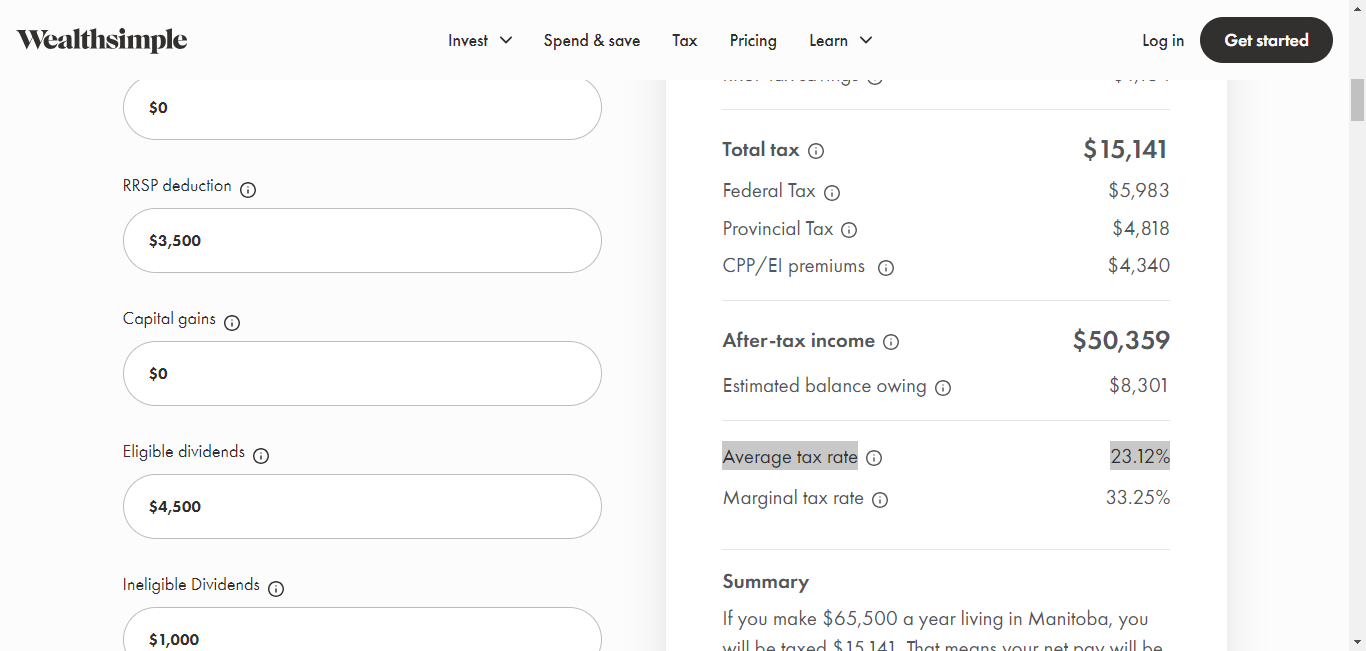 Wealthsimple
Invest Spend & save Tax Pricing Learn Log in Get started
$0
RRSP deduction
$3,500
Capital gains
$0
Eligible dividends
$4,500
Ineligible Dividends
$1,000
Total tax $15,141
Federal Tax $5,983
Provincial Tax $4,818
CPP/EI premiums $4,340
After-tax income $50,359
Estimated balance owing $8,301
Average tax rate 23.12%
Marginal tax rate 33.25%
Summary
If you make $65,500 a year living in Manitoba, you
will be taxed $15,141. That means your net pay will be